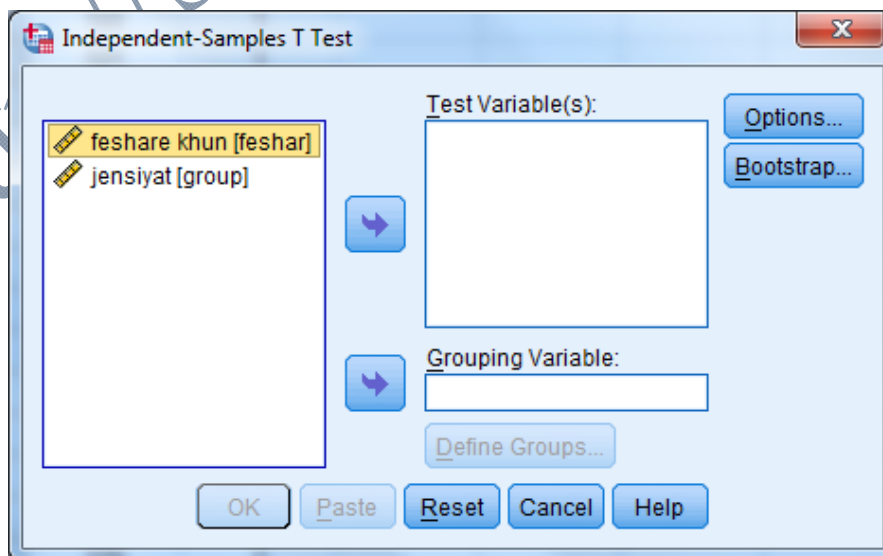 Independent-Samples T Test
feshare khun [feshar]
jensiyat [group]
Test Variable(s):
Options...
Bootstrap...
Grouping Variable:
Define Groups...
OK
Paste
Reset
Cancel
Help